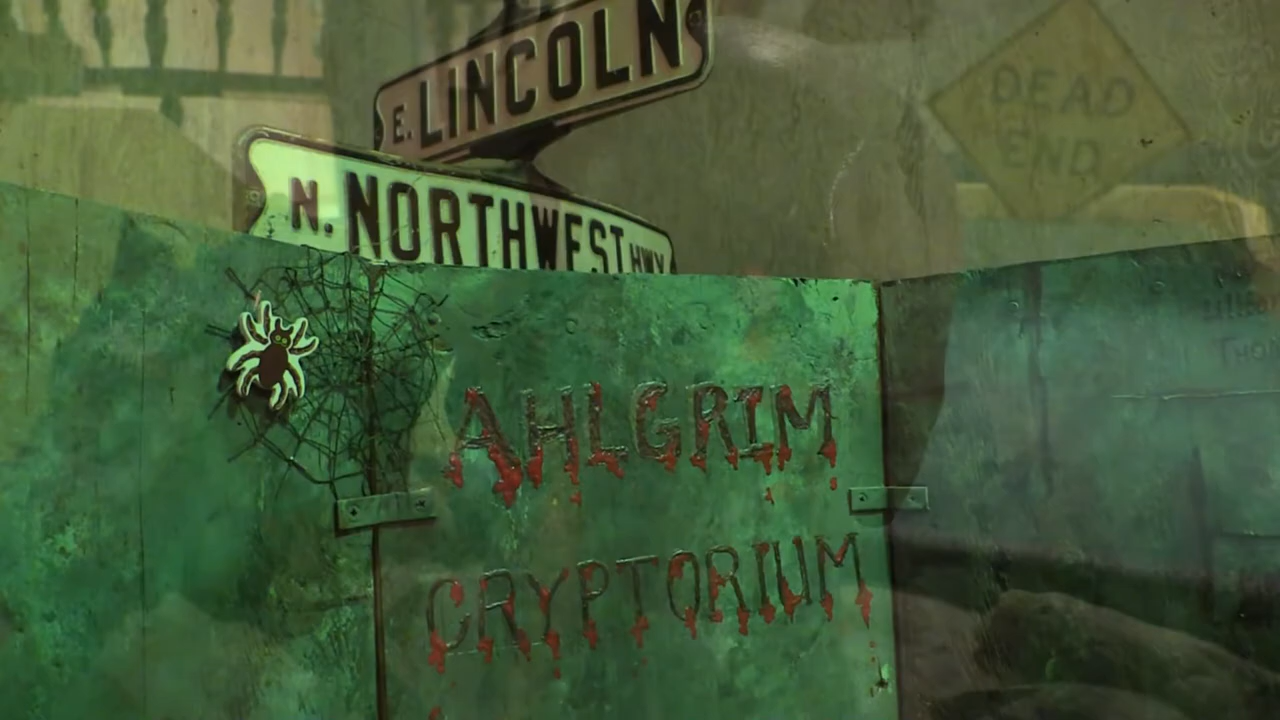 E. LINCOLN
N. NORTHWEST HWY
DEAD
END
AHLGRIM
CRYPTORIUM